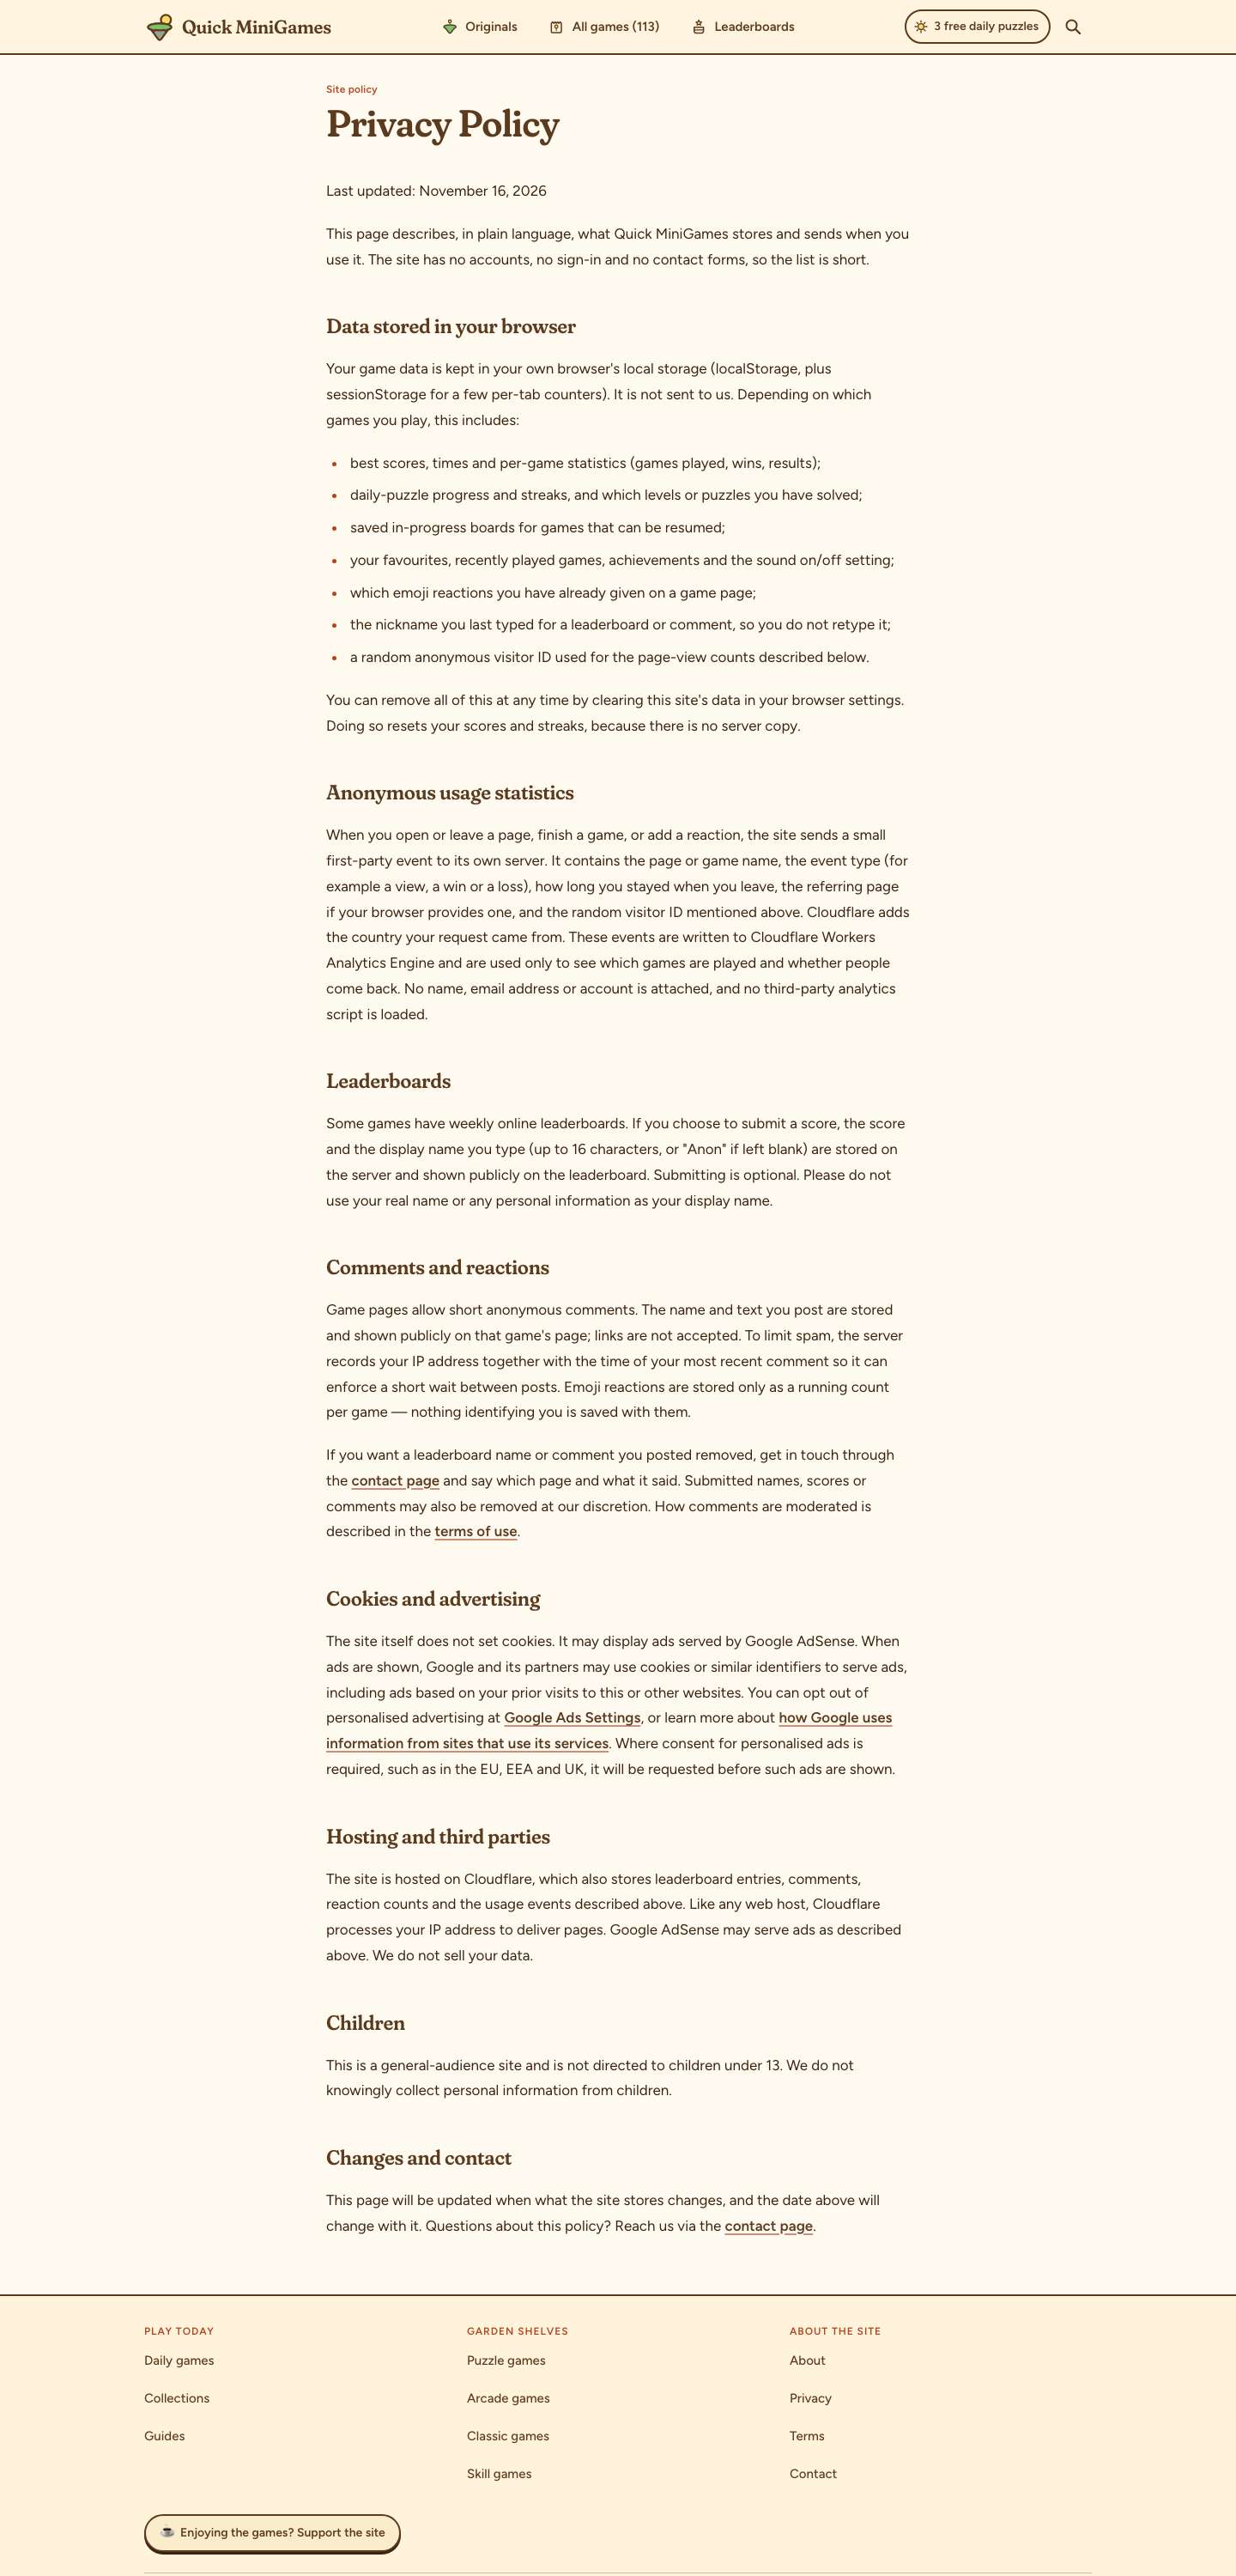 Quick MiniGames
Originals
All games (113)
Leaderboards
3 free daily puzzles
Site policy
Privacy Policy
Last updated: November 16, 2026
This page describes, in plain language, what Quick MiniGames stores and sends when you
use it. The site has no accounts, no sign-in and no contact forms, so the list is short.
Data stored in your browser
Your game data is kept in your own browser's local storage (localStorage, plus
sessionStorage for a few per-tab counters). It is not sent to us. Depending on which
games you play, this includes:
• best scores, times and per-game statistics (games played, wins, results);
• daily-puzzle progress and streaks, and which levels or puzzles you have solved;
• saved in-progress boards for games that can be resumed;
• your favourites, recently played games, achievements and the sound on/off setting;
• which emoji reactions you have already given on a game page;
• the nickname you last typed for a leaderboard or comment, so you do not retype it;
• a random anonymous visitor ID used for the page-view counts described below.
You can remove all of this at any time by clearing this site's data in your browser settings.
Doing so resets your scores and streaks, because there is no server copy.
Anonymous usage statistics
When you open or leave a page, finish a game, or add a reaction, the site sends a small
first-party event to its own server. It contains the page or game name, the event type (for
example a view, a win or a loss), how long you stayed when you leave, the referring page
if your browser provides one, and the random visitor ID mentioned above. Cloudflare adds
the country your request came from. These events are written to Cloudflare Workers
Analytics Engine and are used only to see which games are played and whether people
come back. No name, email address or account is attached, and no third-party analytics
script is loaded.
Leaderboards
Some games have weekly online leaderboards. If you choose to submit a score, the score
and the display name you type (up to 16 characters, or "Anon" if left blank) are stored on
the server and shown publicly on the leaderboard. Submitting is optional. Please do not
use your real name or any personal information as your display name.
Comments and reactions
Game pages allow short anonymous comments. The name and text you post are stored
and shown publicly on that game's page; links are not accepted. To limit spam, the server
records your IP address together with the time of your most recent comment so it can
enforce a short wait between posts. Emoji reactions are stored only as a running count
per game — nothing identifying you is saved with them.
If you want a leaderboard name or comment you posted removed, get in touch through
the contact page and say which page and what it said. Submitted names, scores or
comments may also be removed at our discretion. How comments are moderated is
described in the terms of use.
Cookies and advertising
The site itself does not set cookies. It may display ads served by Google AdSense. When
ads are shown, Google and its partners may use cookies or similar identifiers to serve ads,
including ads based on your prior visits to this or other websites. You can opt out of
personalised advertising at Google Ads Settings, or learn more about how Google uses
information from sites that use its services. Where consent for personalised ads is
required, such as in the EU, EEA and UK, it will be requested before such ads are shown.
Hosting and third parties
The site is hosted on Cloudflare, which also stores leaderboard entries, comments,
reaction counts and the usage events described above. Like any web host, Cloudflare
processes your IP address to deliver pages. Google AdSense may serve ads as described
above. We do not sell your data.
Children
This is a general-audience site and is not directed to children under 13. We do not
knowingly collect personal information from children.
Changes and contact
This page will be updated when what the site stores changes, and the date above will
change with it. Questions about this policy? Reach us via the contact page.
PLAY TODAY
Daily games
Collections
Guides
GARDEN SHELVES
Puzzle games
Arcade games
Classic games
Skill games
ABOUT THE SITE
About
Privacy
Terms
Contact
Enjoying the games? Support the site